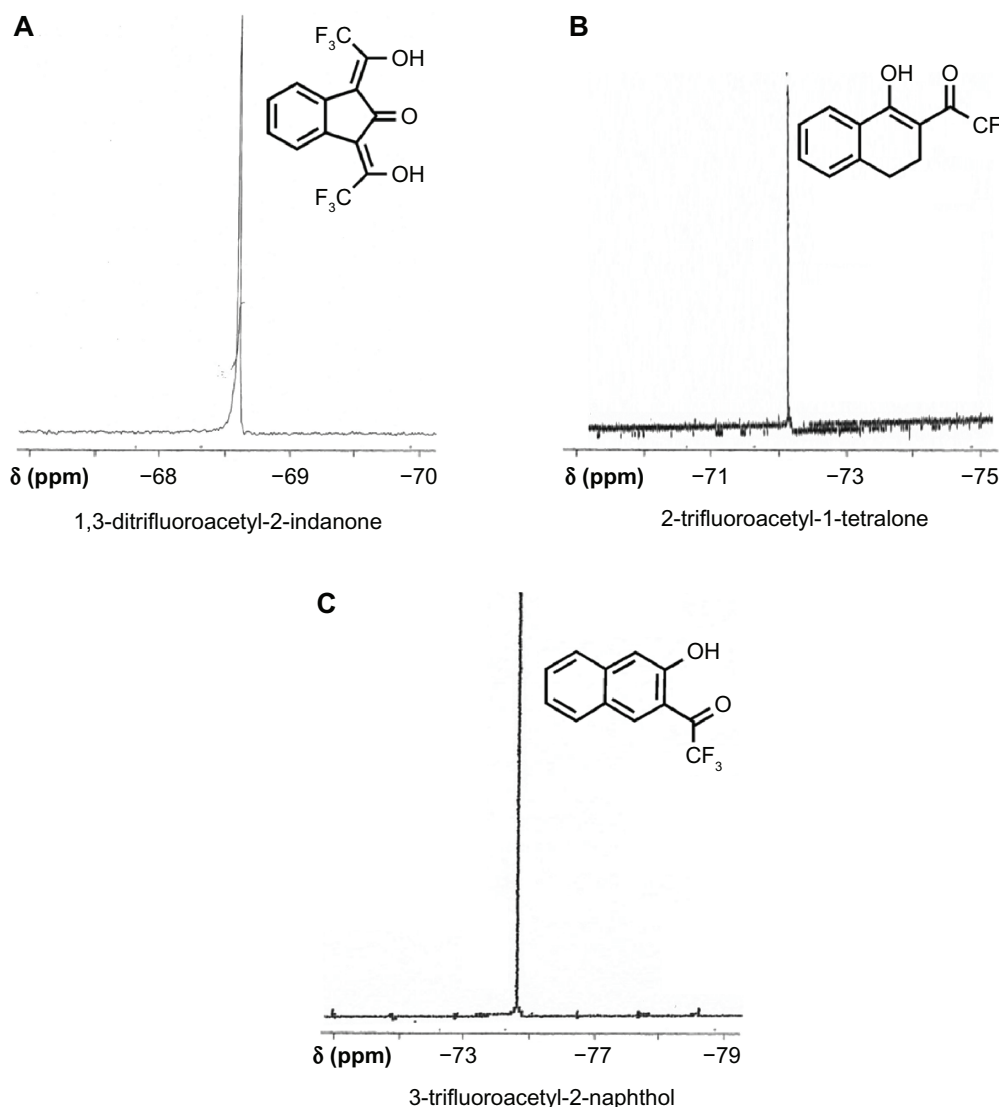 A
F₃C
OH
O
OH
F₃C
δ (ppm) −68 −69 −70
1,3-ditrifluoroacetyl-2-indanone
B
OH O
CF
δ (ppm) −71 −73 −75
2-trifluoroacetyl-1-tetralone
C
OH
O
CF₃
δ (ppm) −73 −77 −79
3-trifluoroacetyl-2-naphthol